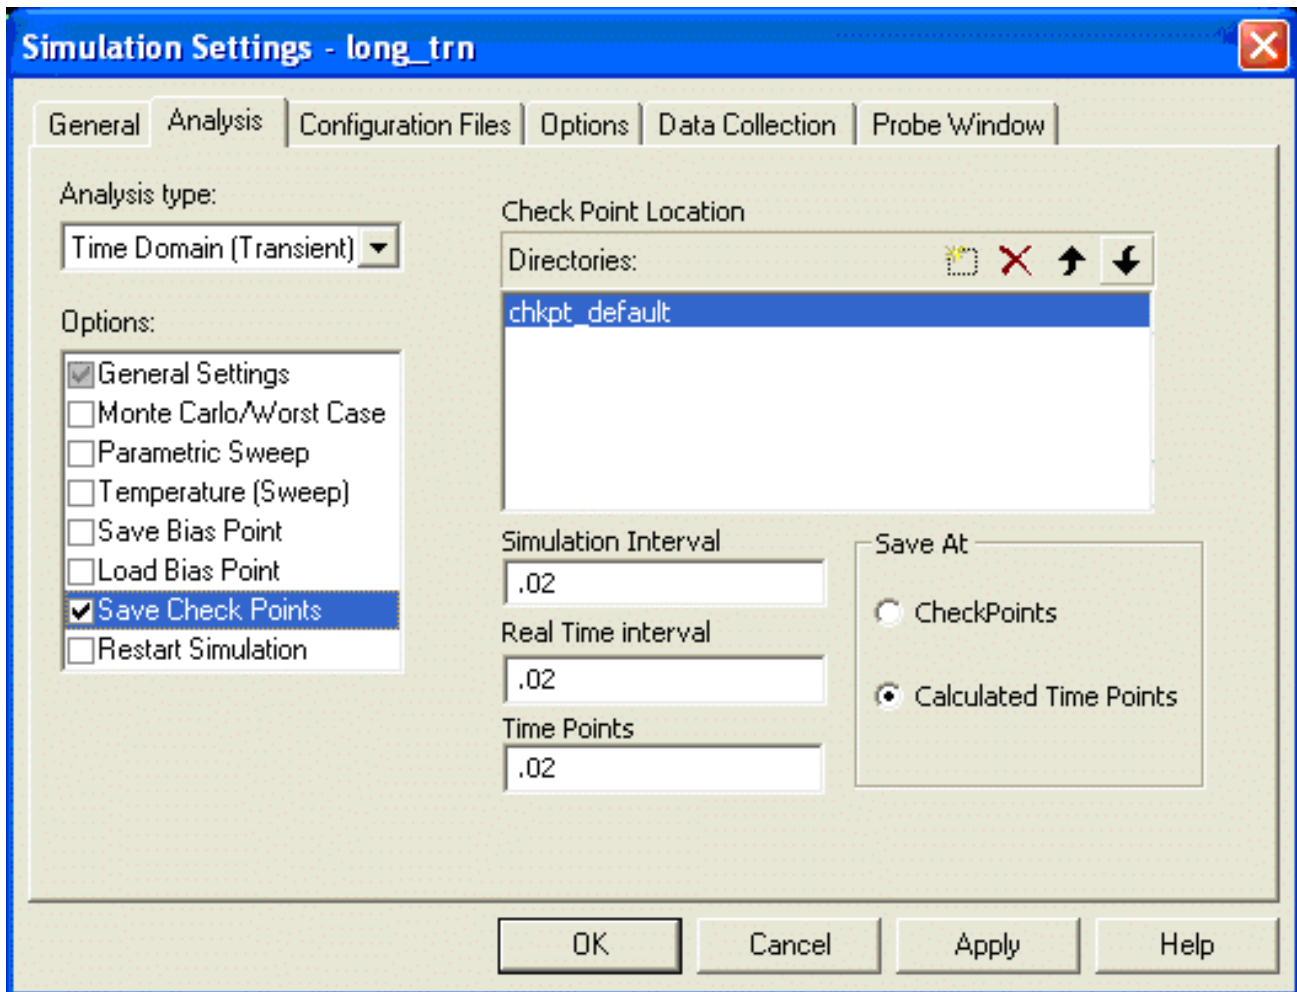 Simulation Settings - long_trn
General Analysis Configuration Files Options Data Collection Probe Window
Analysis type:
Time Domain (Transient)
Options:
General Settings
Monte Carlo/Worst Case
Parametric Sweep
Temperature (Sweep)
Save Bias Point
Load Bias Point
Save Check Points
Restart Simulation
Check Point Location
Directories:
chkpt_default
Simulation Interval
.02
Real Time interval
.02
Time Points
.02
Save At
CheckPoints
Calculated Time Points
OK Cancel Apply Help